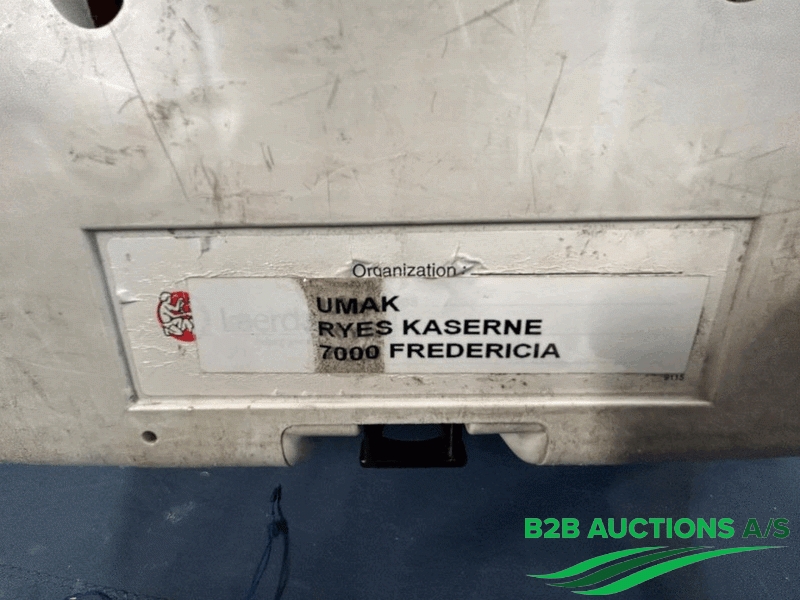 Organization :
UMAK
RYES KASERNE
7000 FREDERICIA
B2B AUCTIONS A/S